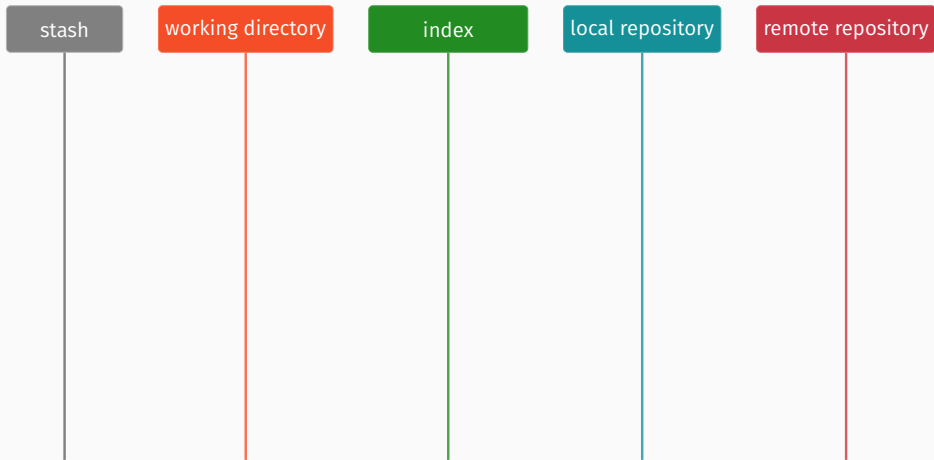 stash
working directory
index
local repository
remote repository